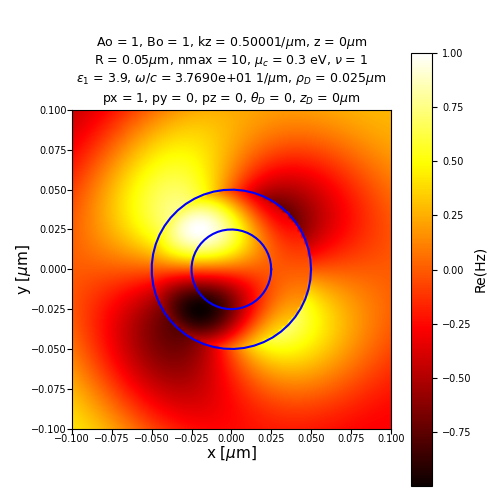 Ao = 1, Bo = 1, kz = 0.50001/μm, z = 0μm
R = 0.05μm, nmax = 10, μc = 0.3 eV, ν = 1
ε1 = 3.9, ω/c = 3.7690e+01 1/μm, ρD = 0.025μm
px = 1, py = 0, pz = 0, θD = 0, zD = 0μm
1.00
0.75
0.50
0.25
0.00
−0.25
−0.50
−0.75
Re(Hz)
0.100
0.075
0.050
0.025
0.000
−0.025
−0.050
−0.075
−0.100
y [μm]
−0.100 −0.075 −0.050 −0.025 0.000 0.025 0.050 0.075 0.100
x [μm]